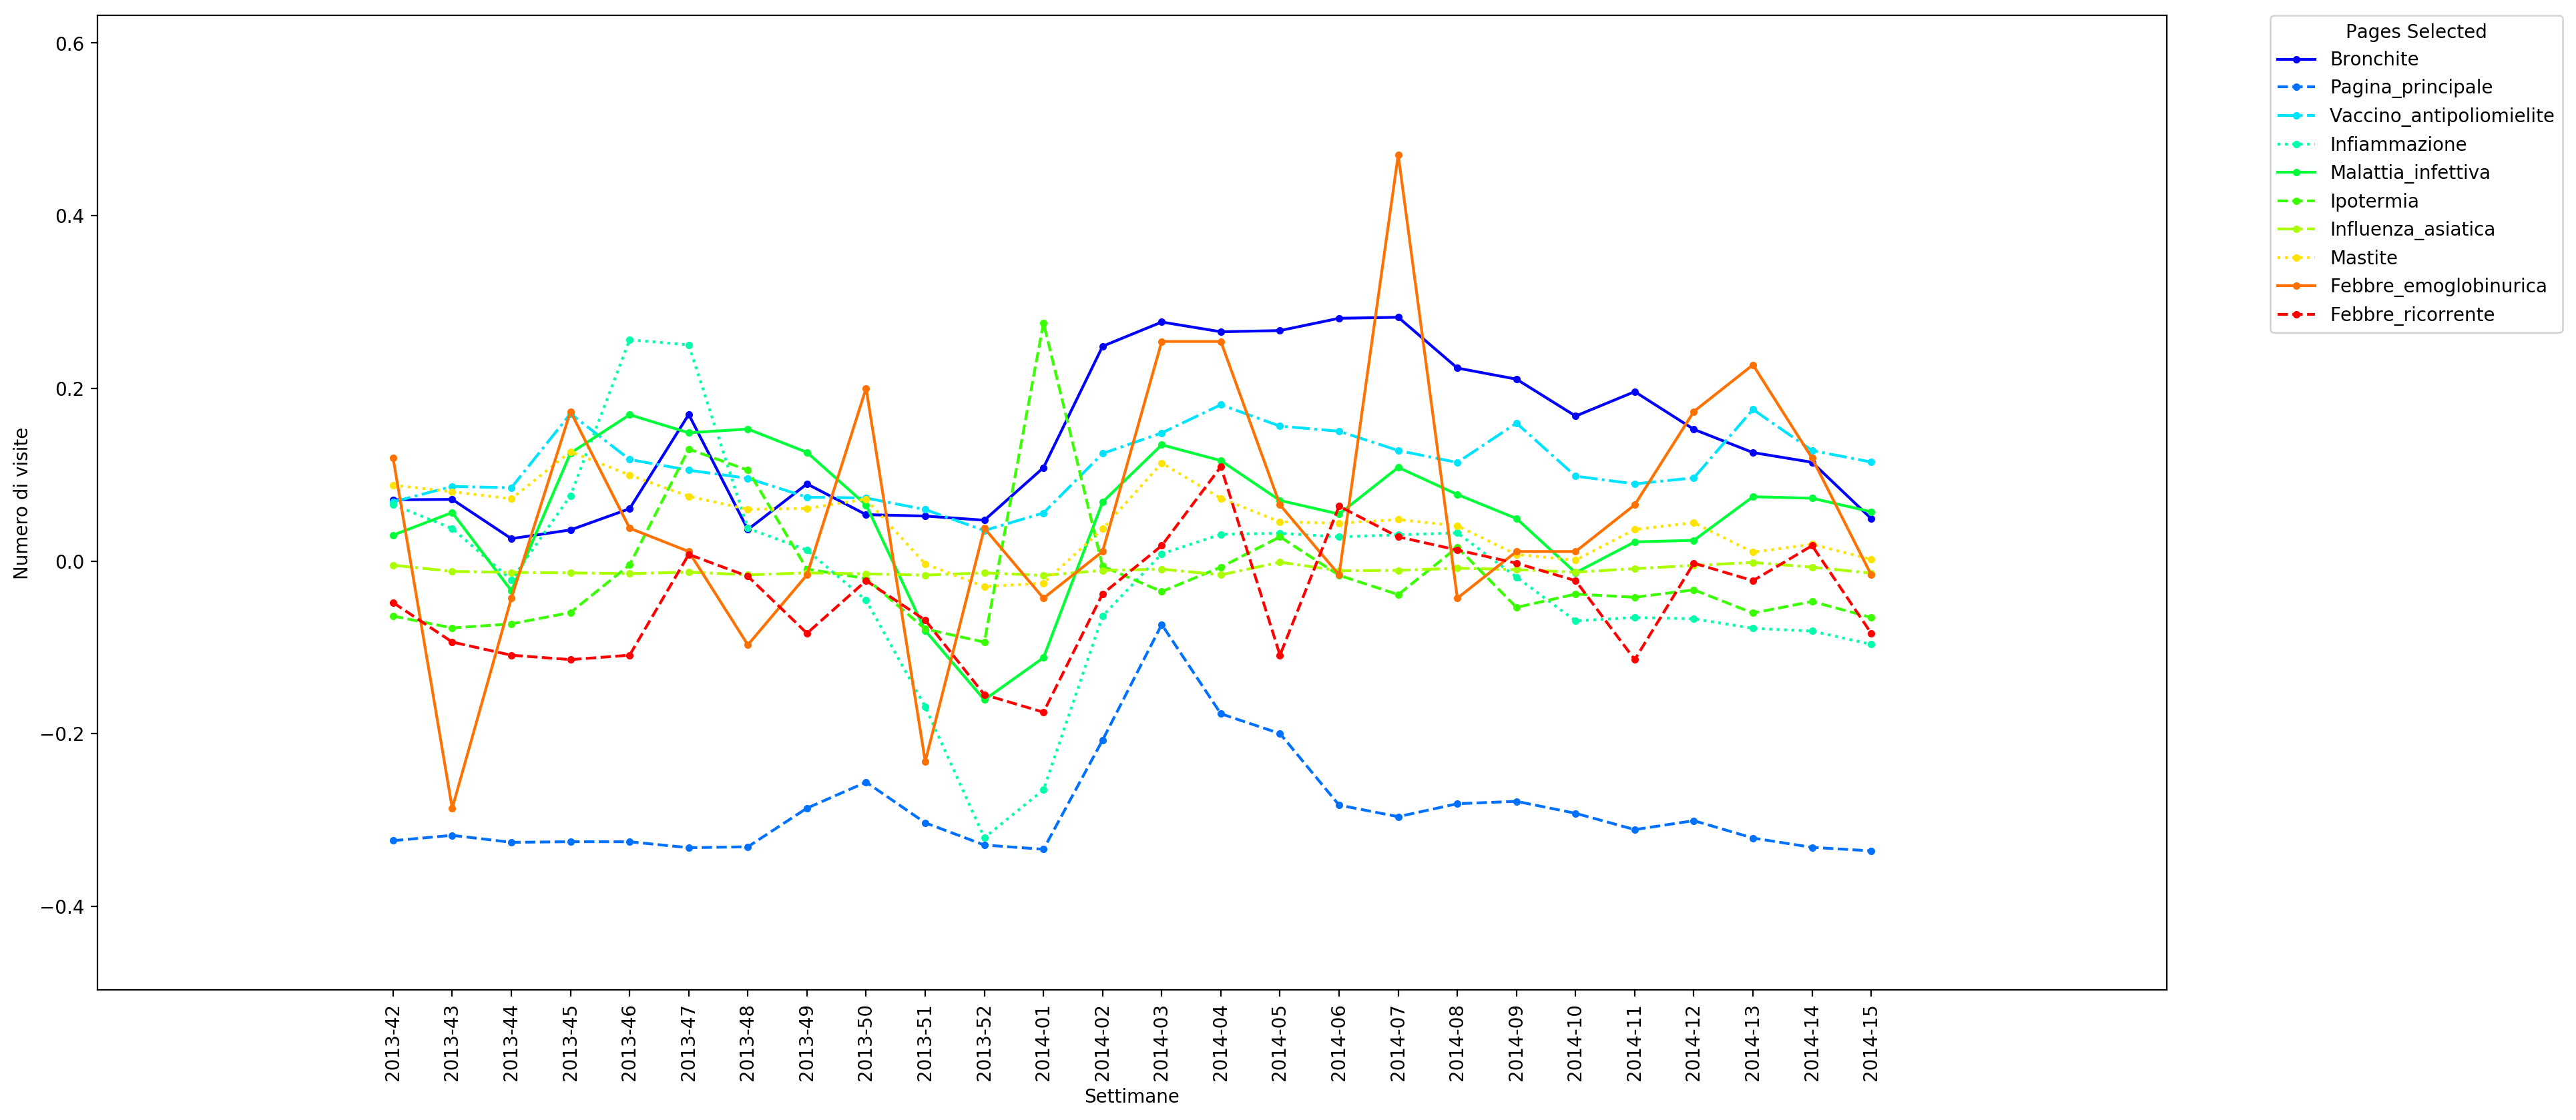 Pages Selected
Bronchite
Pagina_principale
Vaccino_antipoliomielite
Infiammazione
Malattia_infettiva
Ipotermia
Influenza_asiatica
Mastite
Febbre_emoglobinurica
Febbre_ricorrente
Numero di visite
0.6
0.4
0.2
0.0
−0.2
−0.4
2013-42
2013-43
2013-44
2013-45
2013-46
2013-47
2013-48
2013-49
2013-50
2013-51
2013-52
2014-01
2014-02
2014-03
2014-04
2014-05
2014-06
2014-07
2014-08
2014-09
2014-10
2014-11
2014-12
2014-13
2014-14
2014-15
Settimane